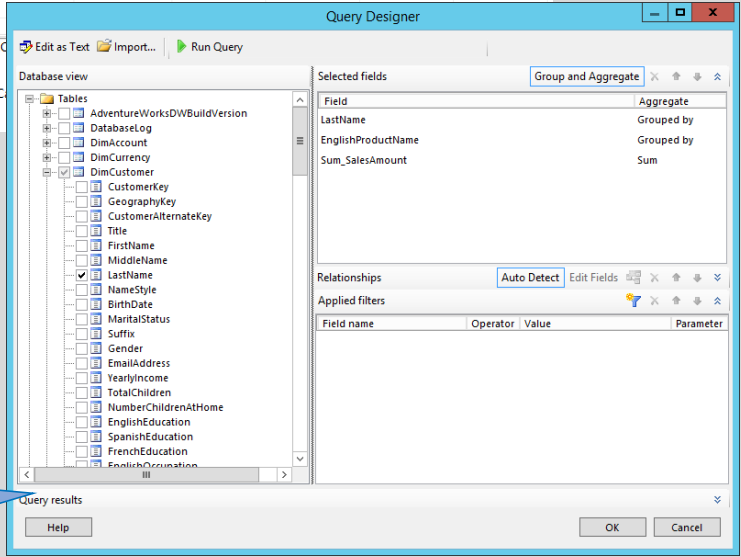 Query Designer
Edit as Text Import... Run Query
Database view
Tables
AdventureWorksDWBuildVersion
DatabaseLog
DimAccount
DimCurrency
DimCustomer
CustomerKey
GeographyKey
CustomerAlternateKey
Title
FirstName
MiddleName
LastName
NameStyle
BirthDate
MaritalStatus
Suffix
Gender
EmailAddress
YearlyIncome
TotalChildren
NumberChildrenAtHome
EnglishEducation
SpanishEducation
FrenchEducation
EnglishOccupation
Selected fields Group and Aggregate
Field Aggregate
LastName Grouped by
EnglishProductName Grouped by
Sum_SalesAmount Sum
Relationships Auto Detect Edit Fields
Applied filters
Field name Operator Value Parameter
Query results
Help OK Cancel